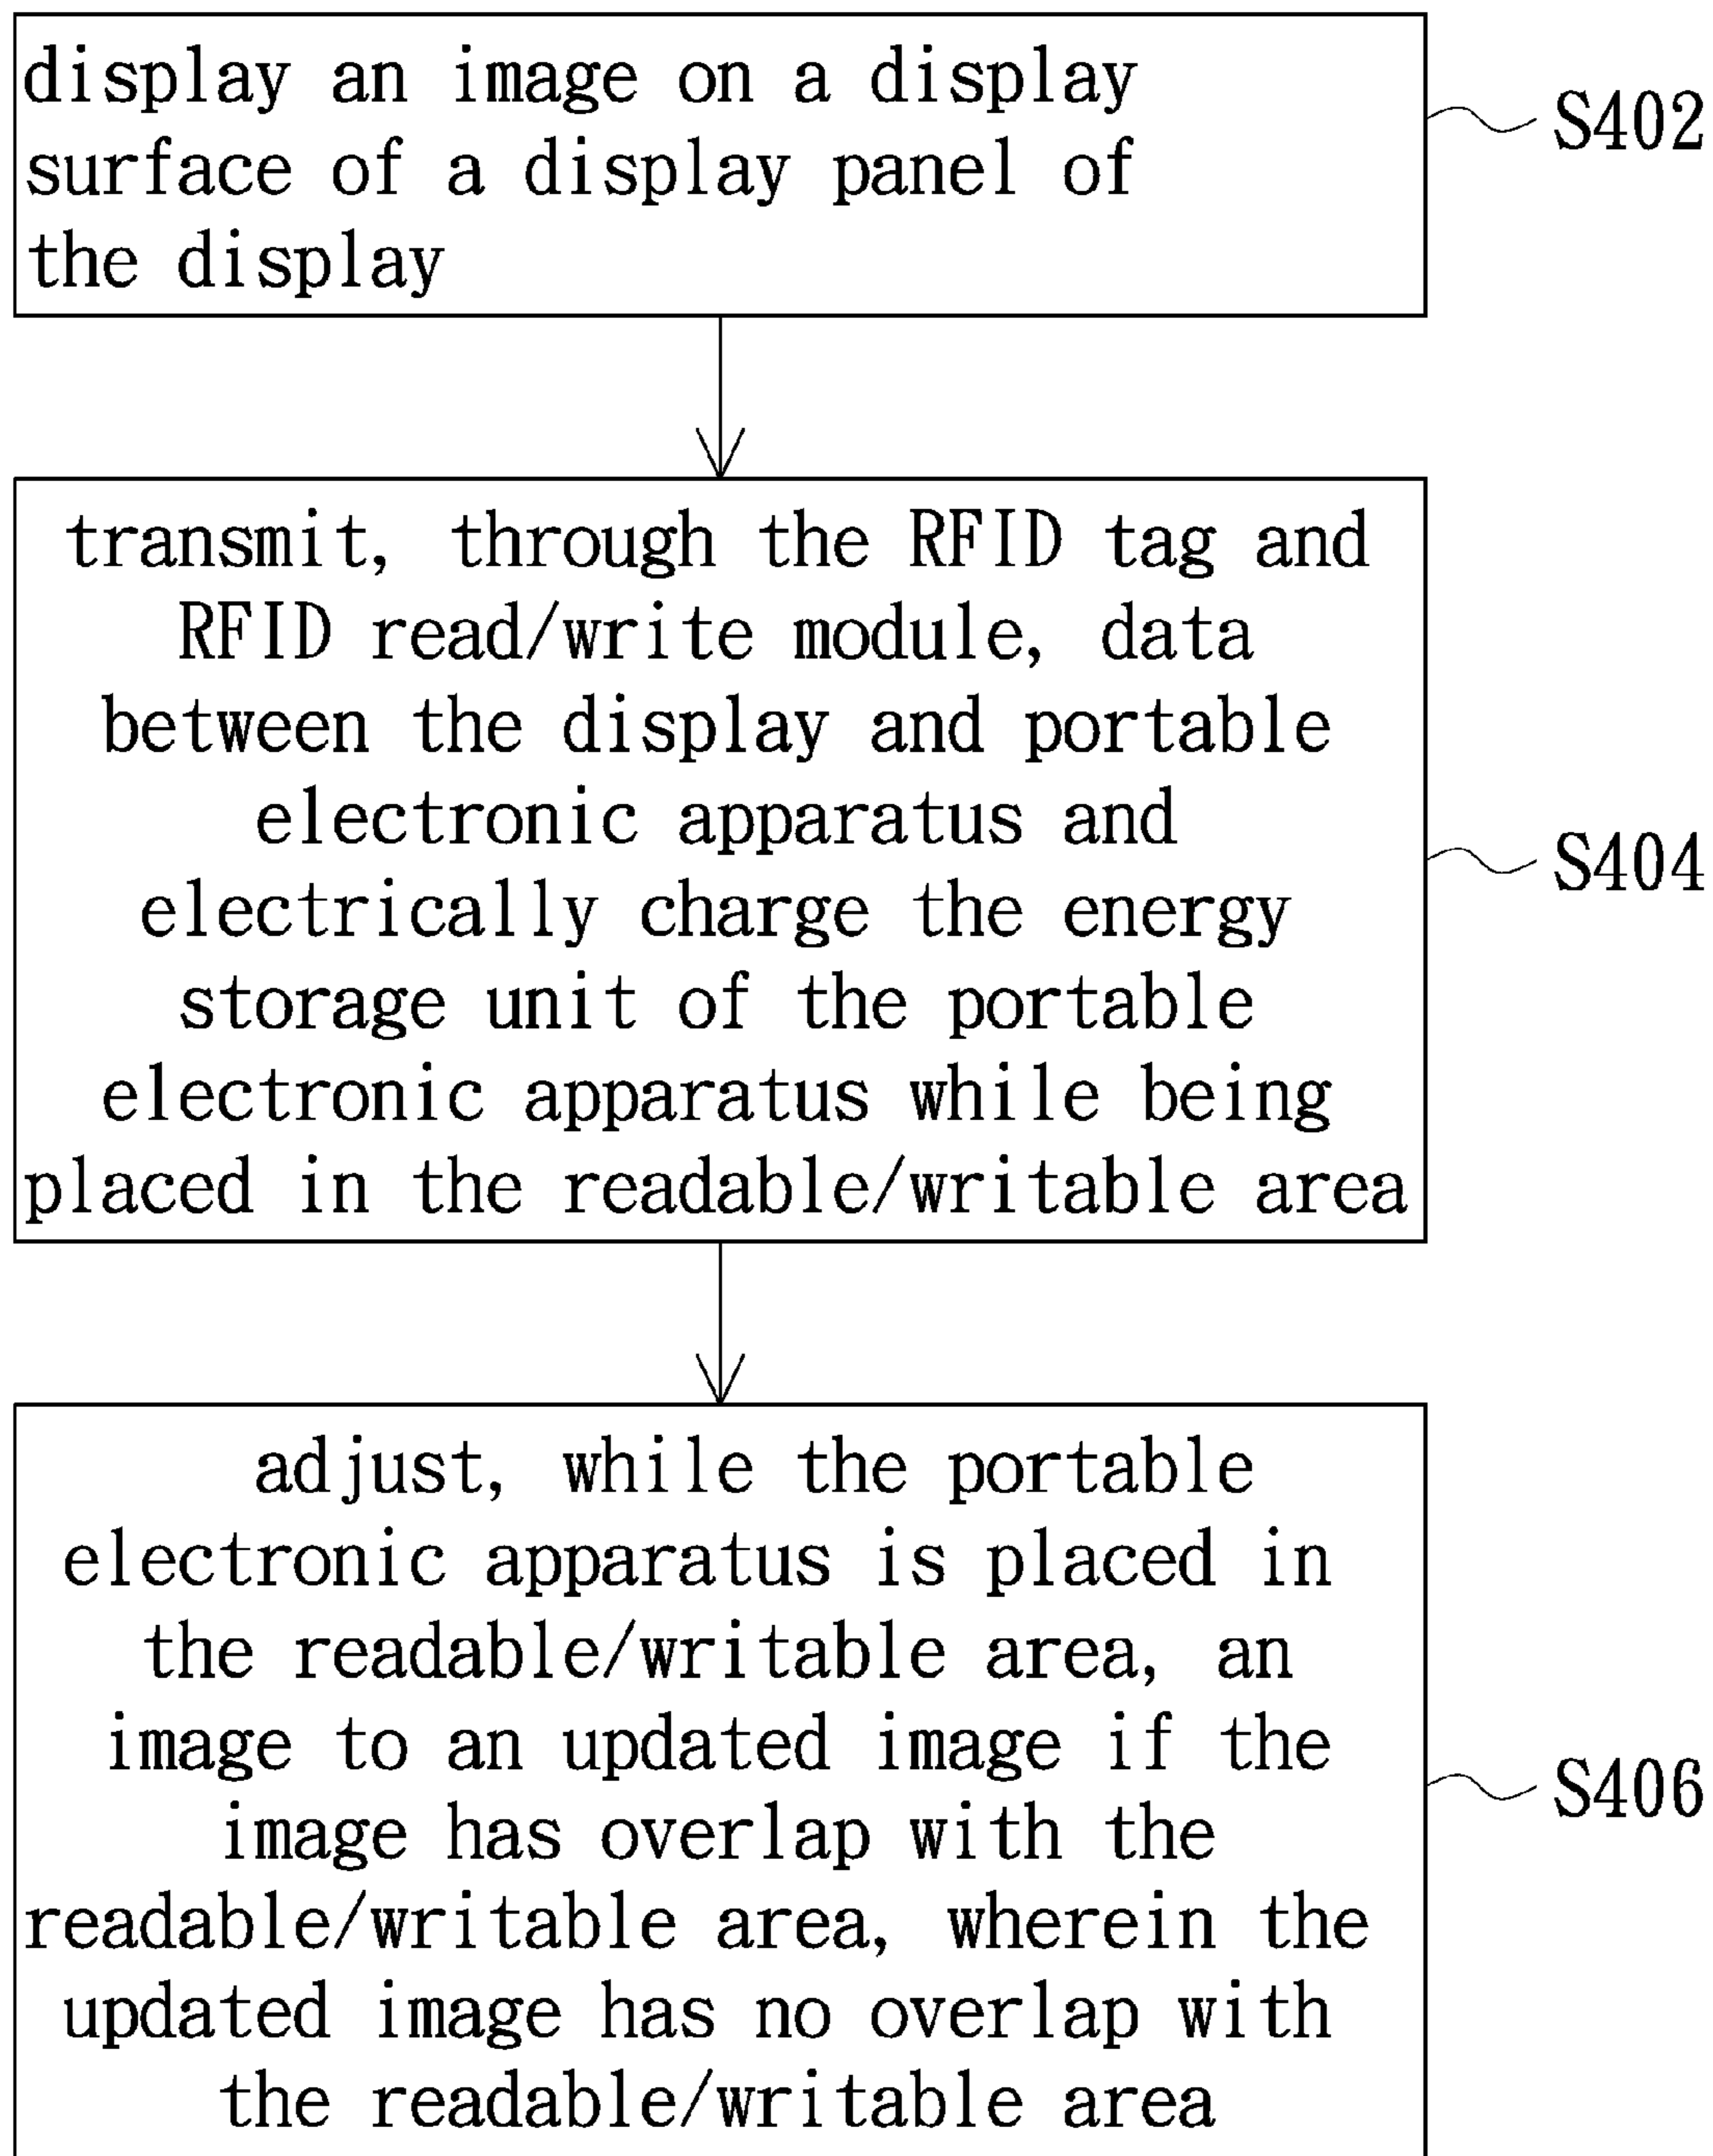 display an image on a display
surface of a display panel of
the display
S402
transmit, through the RFID tag and
RFID read/write module, data
between the display and portable
electronic apparatus and
electrically charge the energy
storage unit of the portable
electronic apparatus while being
placed in the readable/writable area
S404
adjust, while the portable
electronic apparatus is placed in
the readable/writable area, an
image to an updated image if the
image has overlap with the
readable/writable area, wherein the
updated image has no overlap with
the readable/writable area
S406